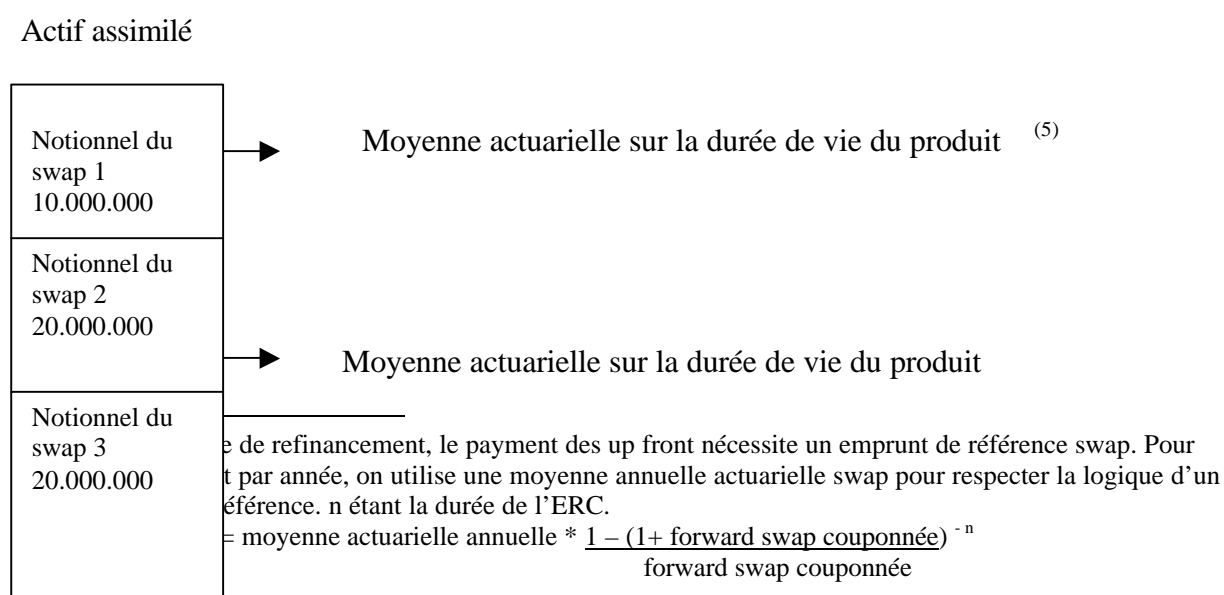 Actif assimilé
Notionnel du
swap 1
10.000.000
Moyenne actuarielle sur la durée de vie du produit (5)
Notionnel du
swap 2
20.000.000
Moyenne actuarielle sur la durée de vie du produit
Notionnel du
swap 3
20.000.000
e de refinancement, le payment des up front nécessite un emprunt de référence swap. Pour
t par année, on utilise une moyenne annuelle actuarielle swap pour respecter la logique d’un
éférence. n étant la durée de l’ERC.
= moyenne actuarielle annuelle * 1 – (1+ forward swap couponnée) - n
forward swap couponnée